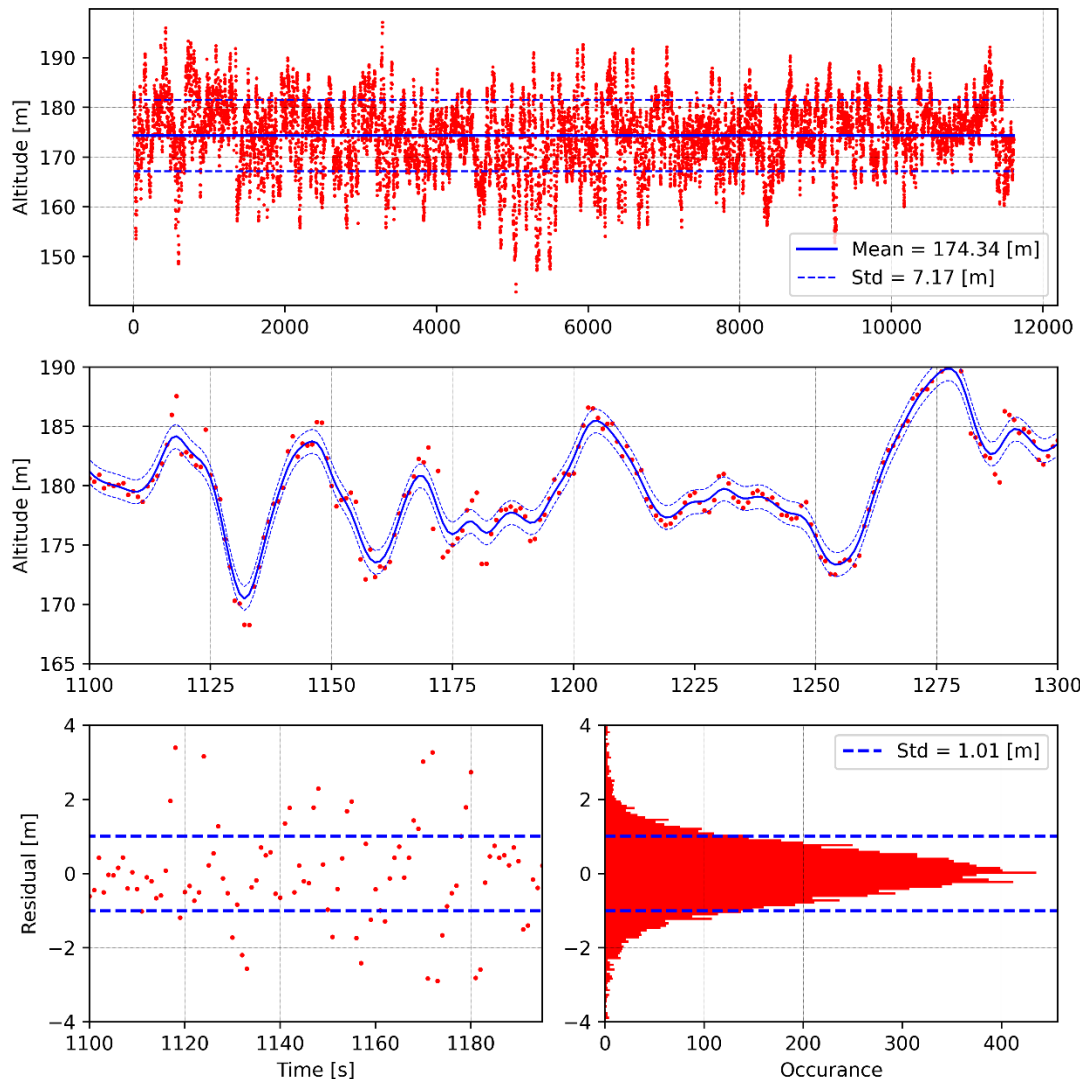 Altitude [m]
190
180
170
160
150
Mean = 174.34 [m]
Std = 7.17 [m]
0 2000 4000 6000 8000 10000 12000
Altitude [m]
190
185
180
175
170
165
1100 1125 1150 1175 1200 1225 1250 1275 1300
Residual [m]
4
2
0
−2
−4
1100 1120 1140 1160 1180
Time [s]
4
2
0
−2
−4
Std = 1.01 [m]
0 100 200 300 400
Occurance